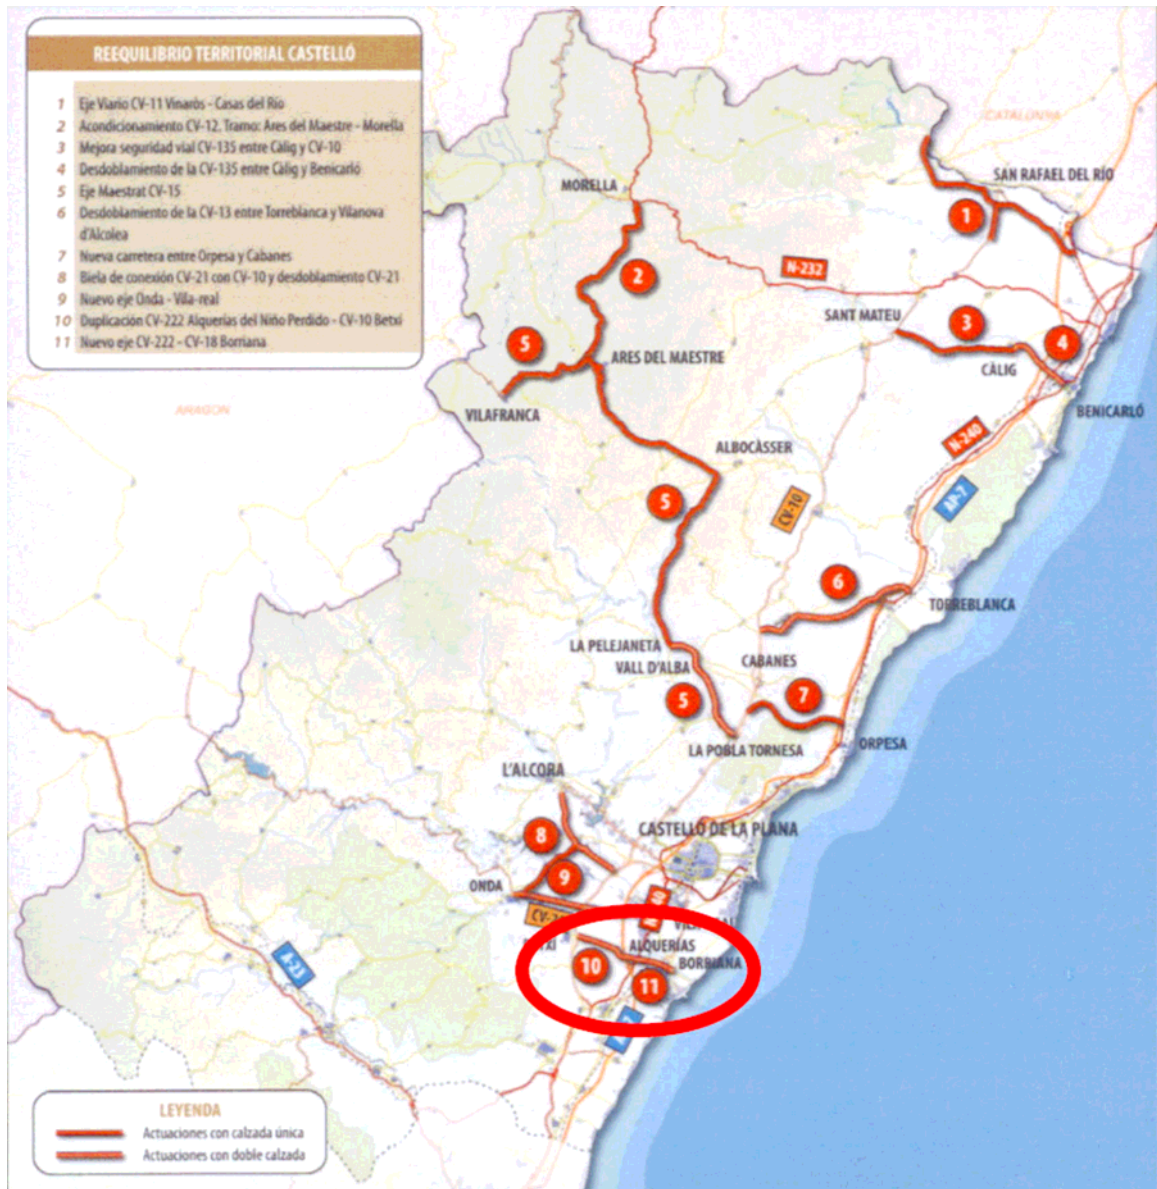 REEQUILIBRIO TERRITORIAL CASTELLÓ
1 Eje Viario CV-11 Vinaròs - Casas del Río
2 Acondicionamiento CV-12. Tramo: Ares del Maestre - Morella
3 Mejora seguridad vial CV-135 entre Càlig y CV-10
4 Desdoblamiento de la CV-135 entre Càlig y Benicarló
5 Eje Maestrat CV-15
6 Desdoblamiento de la CV-13 entre Torreblanca y Vilanova
d'Alcolea
7 Nueva carretera entre Orpesa y Cabanes
8 Biela de conexión CV-21 con CV-10 y desdoblamiento CV-21
9 Nuevo eje Onda - Vila-real
10 Duplicación CV-222 Alquerías del Niño Perdido - CV-10 Betxí
11 Nuevo eje CV-222 - CV-18 Borriana
CATALUNYA
SAN RAFAEL DEL RÍO
MORELLA
1
N-232
2
SANT MATEU
3
4
5
ARES DEL MAESTRE
CÀLIG
VILAFRANCA
BENICARLÓ
ARAGON
N-240
ALBOCÀSSER
AP-7
5
CV-10
6
TORREBLANCA
LA PELEJANETA
VALL D'ALBA
CABANES
5
7
LA POBLA TORNESA
ORPESA
L'ALCORA
8
CASTELLÓ DE LA PLANA
9
ONDA
ALQUERÍAS
A-23
10
BORRIANA
11
LEYENDA
Actuaciones con calzada única
Actuaciones con doble calzada